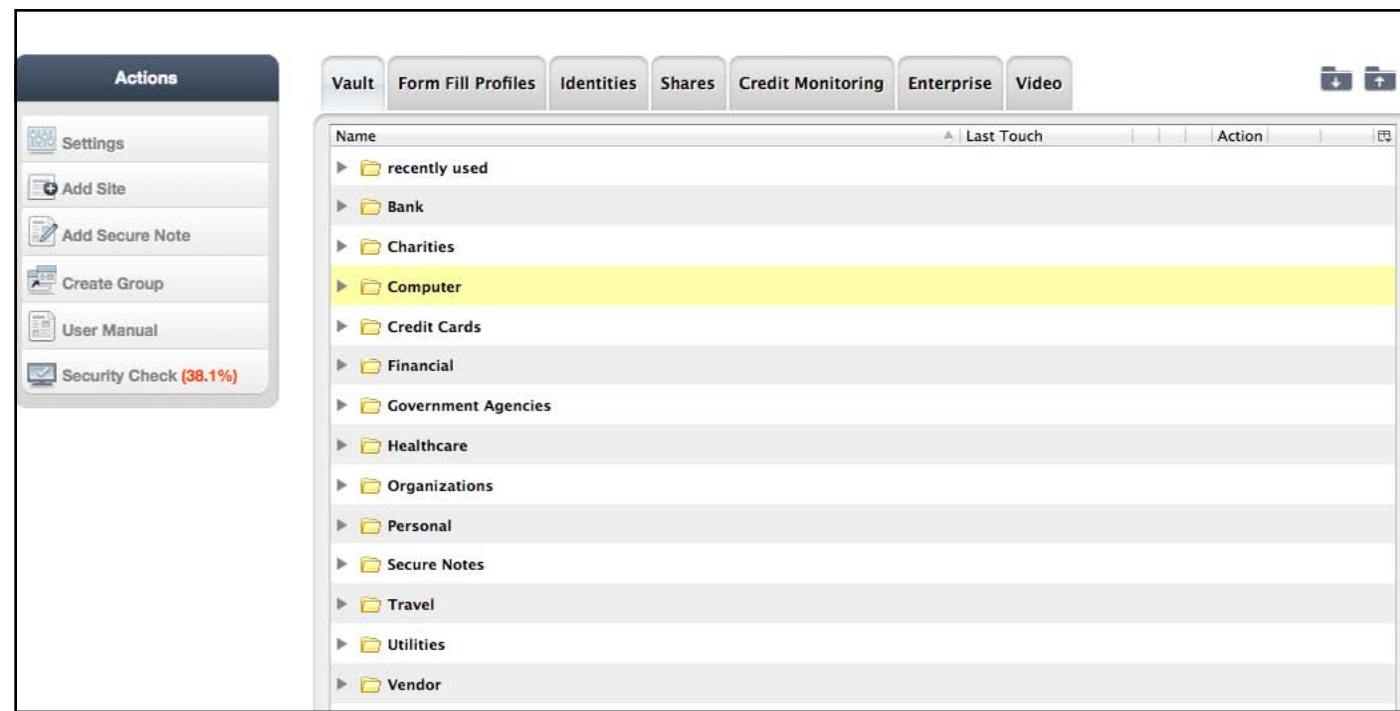 Actions
Settings
Add Site
Add Secure Note
Create Group
User Manual
Security Check (38.1%)
Vault Form Fill Profiles Identities Shares Credit Monitoring Enterprise Video
Name Last Touch Action
recently used
Bank
Charities
Computer
Credit Cards
Financial
Government Agencies
Healthcare
Organizations
Personal
Secure Notes
Travel
Utilities
Vendor